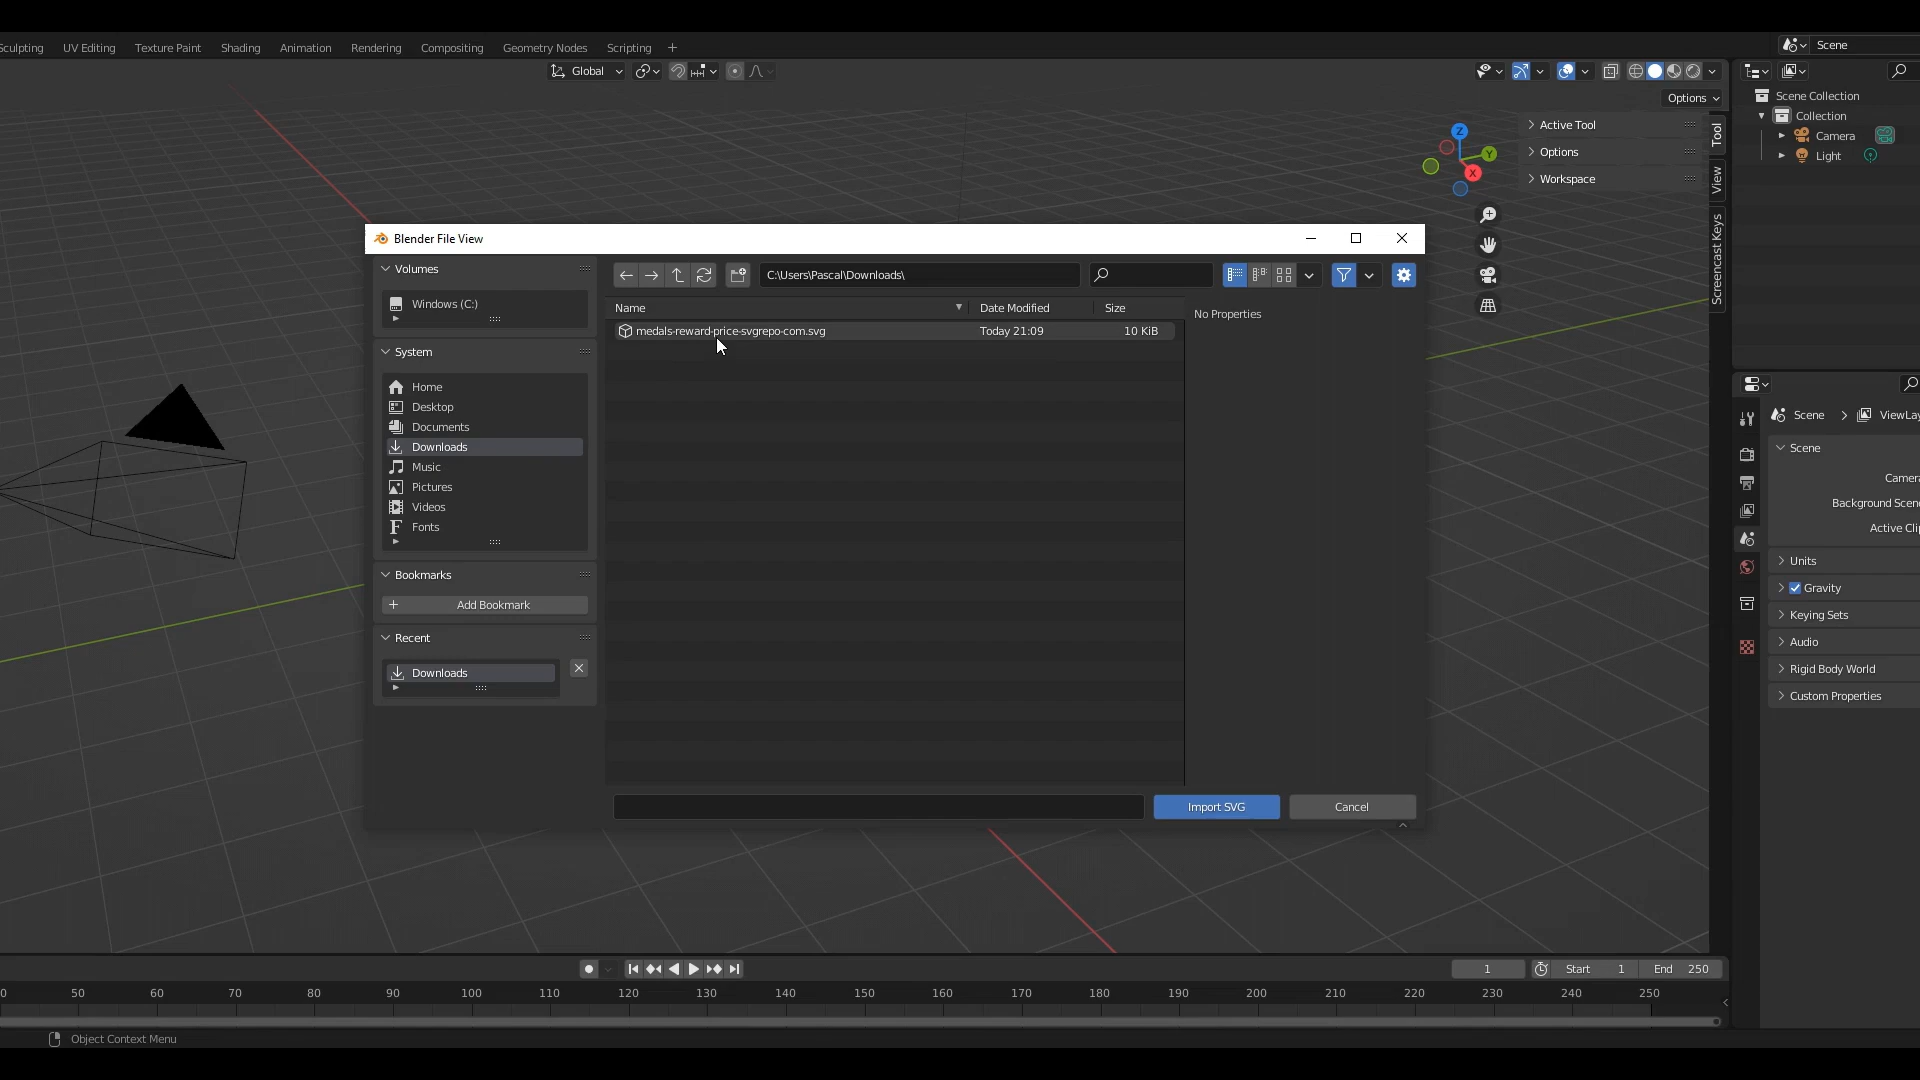 Sculpting UV Editing Texture Paint Shading Animation Rendering Compositing Geometry Nodes Scripting + Scene
Global
Options
Scene Collection
Collection
Camera
Light
Active Tool
Options
Workspace
Tool
View
Screencast Keys
Z
Y
X
Blender File View
Volumes
Windows (C:)
System
Home
Desktop
Documents
Downloads
Music
Pictures
Videos
Fonts
Bookmarks
+ Add Bookmark
Recent
Downloads
C:\Users\Pascal\Downloads\
Name Date Modified Size
medals-reward-price-svgrepo-com.svg Today 21:09 10 KiB
No Properties
Import SVG Cancel
Scene > ViewLay
Scene
Camera
Background Scene
Active Clip
Units
Gravity
Keying Sets
Audio
Rigid Body World
Custom Properties
1 Start 1 End 250
0 50 60 70 80 90 100 110 120 130 140 150 160 170 180 190 200 210 220 230 240 250
Object Context Menu